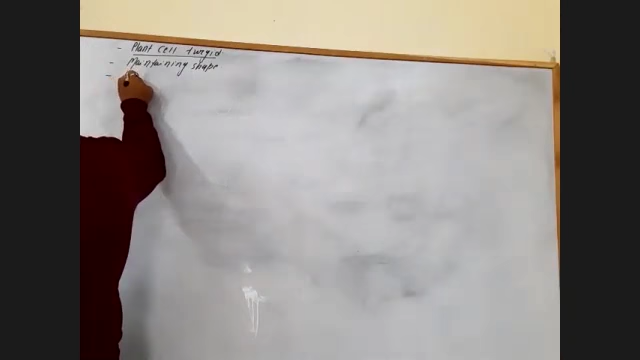 - Plant cell turgid
- Maintaining shape
-